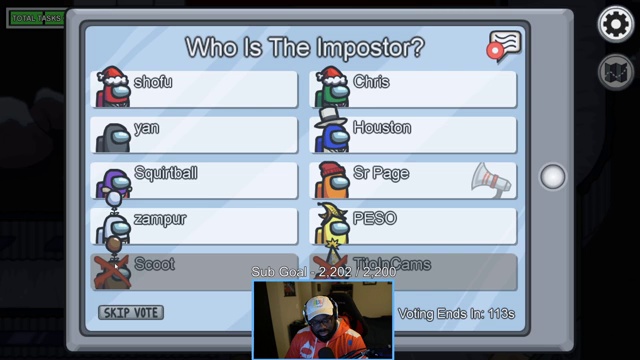 TOTAL TASKS
Who Is The Impostor?
shofu
Chris
yan
Houston
Squirtball
Sr Page
zampur
PESO
Scoot
TitoInCams
Sub Goal - 2,202 / 2,200
SKIP VOTE
Voting Ends In: 113s